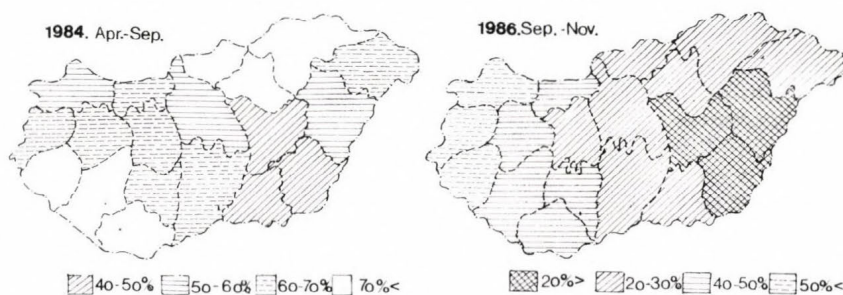 1984. Apr.-Sep.
1986. Sep.-Nov.
40-50% 50-60% 60-70% 70%<
20%> 20-30% 40-50% 50%<